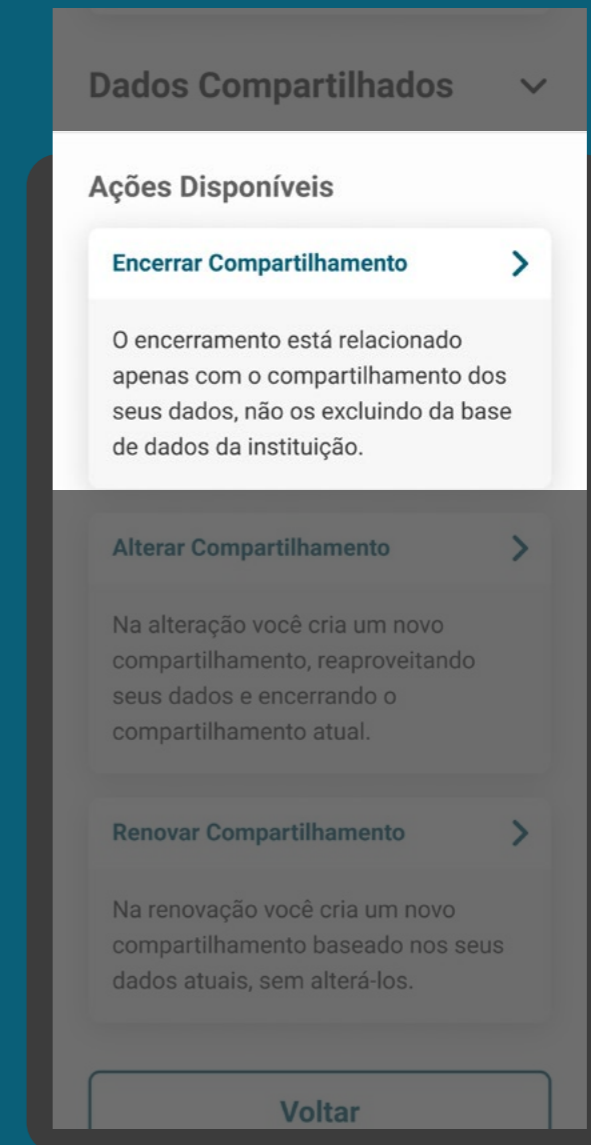 Dados Compartilhados
Ações Disponíveis
Encerrar Compartilhamento
O encerramento está relacionado
apenas com o compartilhamento dos
seus dados, não os excluindo da base
de dados da instituição.
Alterar Compartilhamento
Na alteração você cria um novo
compartilhamento, reaproveitando
seus dados e encerrando o
compartilhamento atual.
Renovar Compartilhamento
Na renovação você cria um novo
compartilhamento baseado nos seus
dados atuais, sem alterá-los.
Voltar